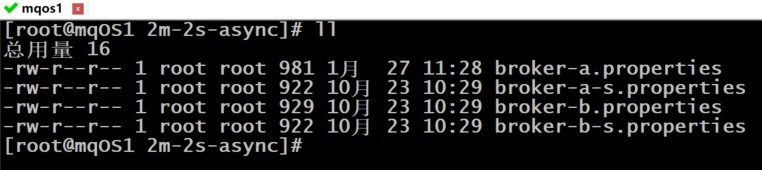 mqos1
[root@mqOS1 2m-2s-async]# ll
总用量 16
-rw-r--r-- 1 root root 981 1月  27 11:28 broker-a.properties
-rw-r--r-- 1 root root 922 10月 23 10:29 broker-a-s.properties
-rw-r--r-- 1 root root 929 10月 23 10:29 broker-b.properties
-rw-r--r-- 1 root root 922 10月 23 10:29 broker-b-s.properties
[root@mqOS1 2m-2s-async]#